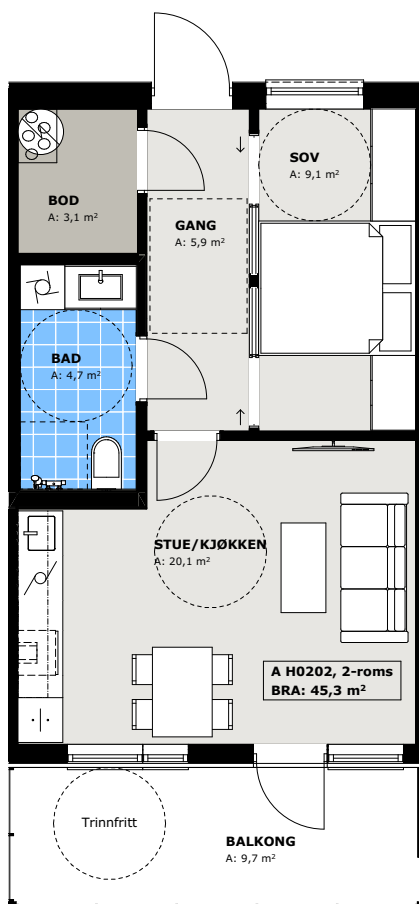 SOV
A: 9,1 m²
BOD
A: 3,1 m²
GANG
A: 5,9 m²
BAD
A: 4,7 m²
STUE/KJØKKEN
A: 20,1 m²
A H0202, 2-roms
BRA: 45,3 m²
Trinnfritt
BALKONG
A: 9,7 m²